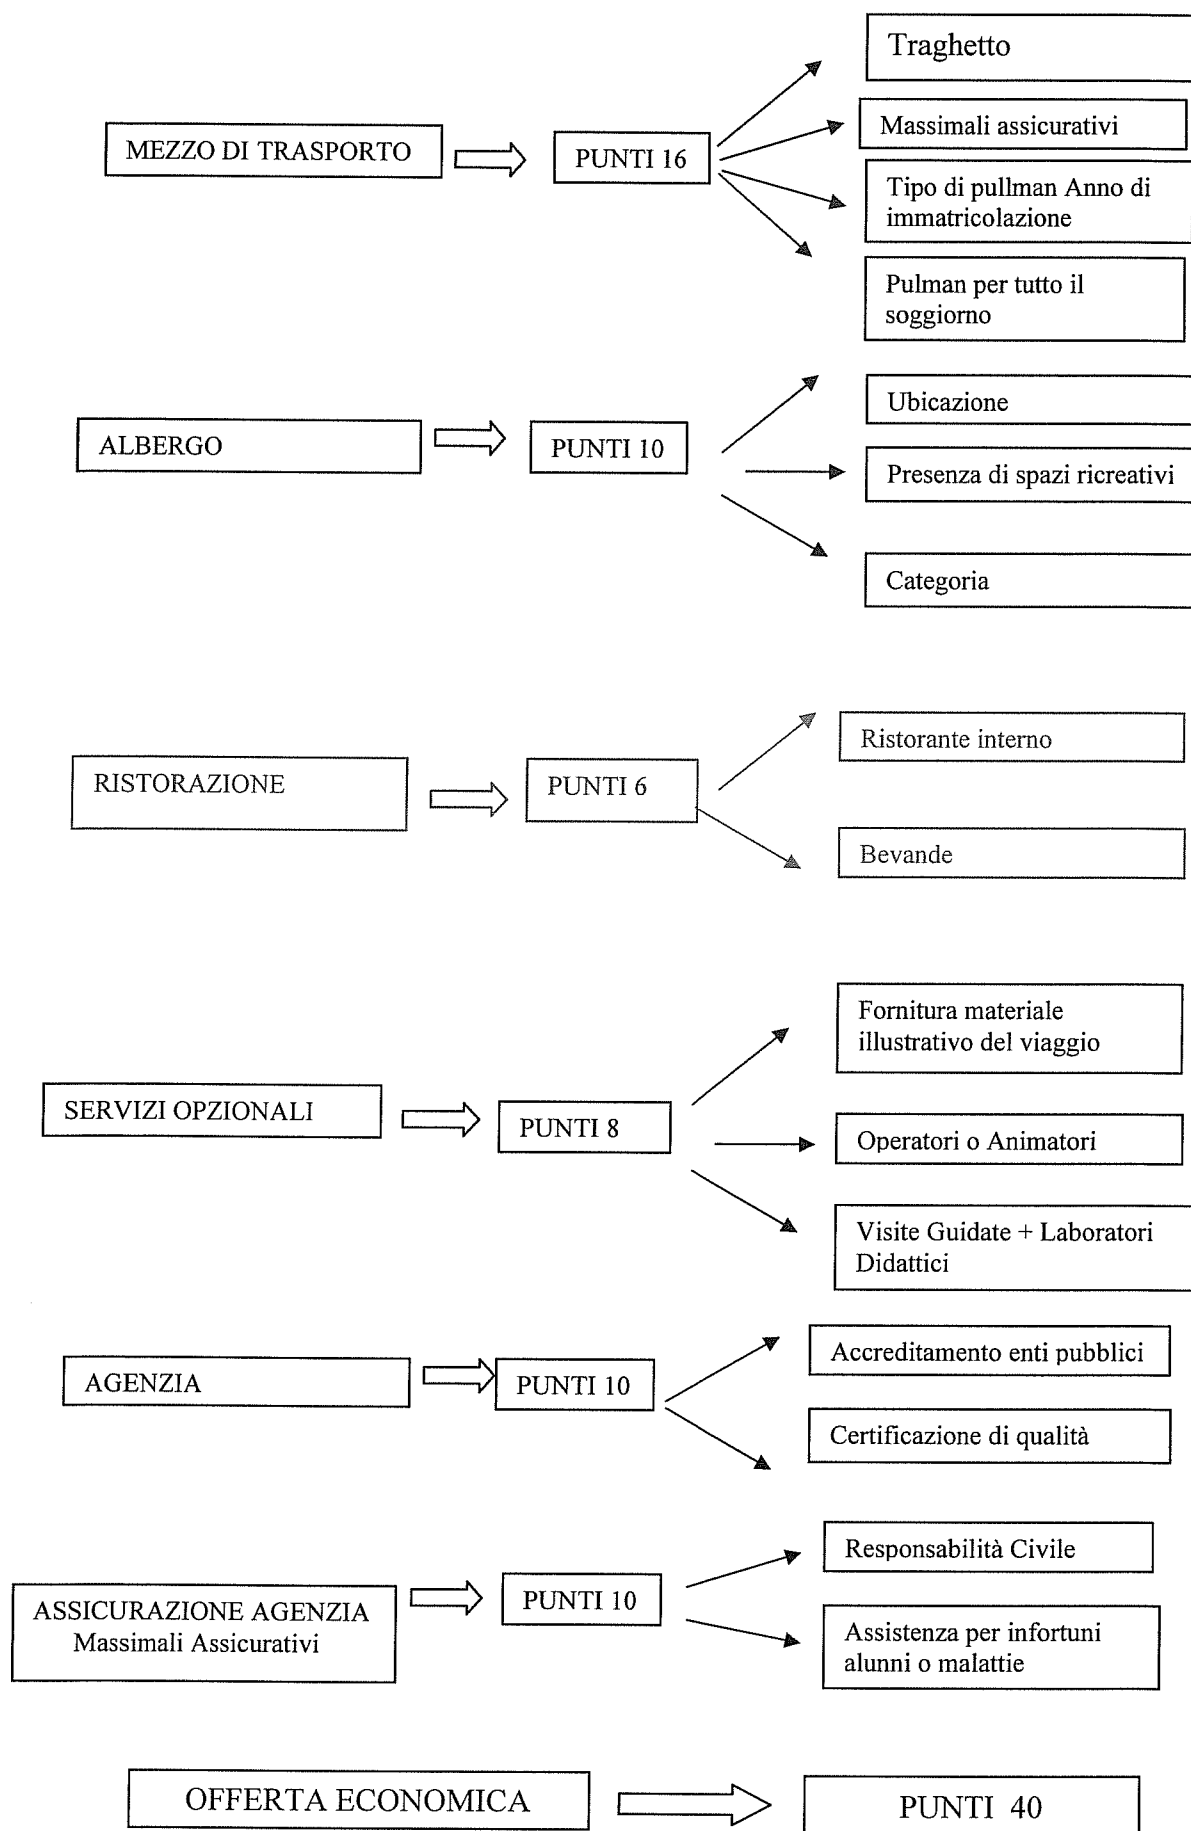 Traghetto
MEZZO DI TRASPORTO
PUNTI 16
Massimali assicurativi
Tipo di pullman Anno di
immatricolazione
Pulman per tutto il
soggiorno
ALBERGO
PUNTI 10
Ubicazione
Presenza di spazi ricreativi
Categoria
RISTORAZIONE
PUNTI 6
Ristorante interno
Bevande
SERVIZI OPZIONALI
PUNTI 8
Fornitura materiale
illustrativo del viaggio
Operatori o Animatori
Visite Guidate + Laboratori
Didattici
AGENZIA
PUNTI 10
Accreditamento enti pubblici
Certificazione di qualità
ASSICURAZIONE AGENZIA
Massimali Assicurativi
PUNTI 10
Responsabilità Civile
Assistenza per infortuni
alunni o malattie
OFFERTA ECONOMICA
PUNTI 40